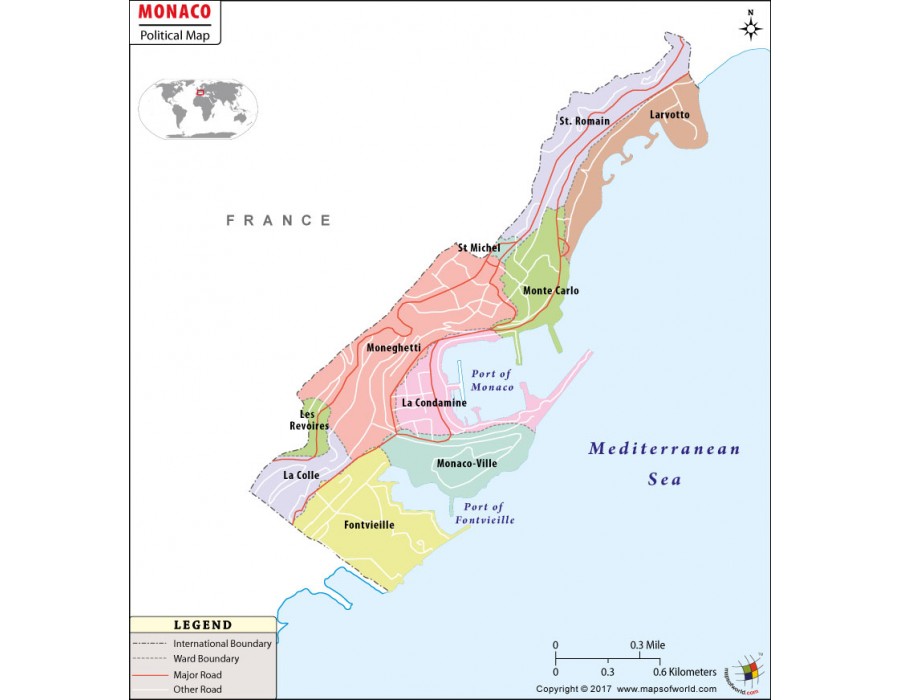 MONACO
Political Map
N
St. Romain
Larvotto
FRANCE
St Michel
Monte Carlo
Moneghetti
Port of
Monaco
La Condamine
Les
Revoires
Mediterranean
Sea
Monaco-Ville
La Colle
Port of
Fontvieille
Fontvieille
LEGEND
International Boundary
Ward Boundary
Major Road
Other Road
0 0.3 Mile
0 0.3 0.6 Kilometers
Copyright © 2017 www.mapsofworld.com
mapsofworld.com